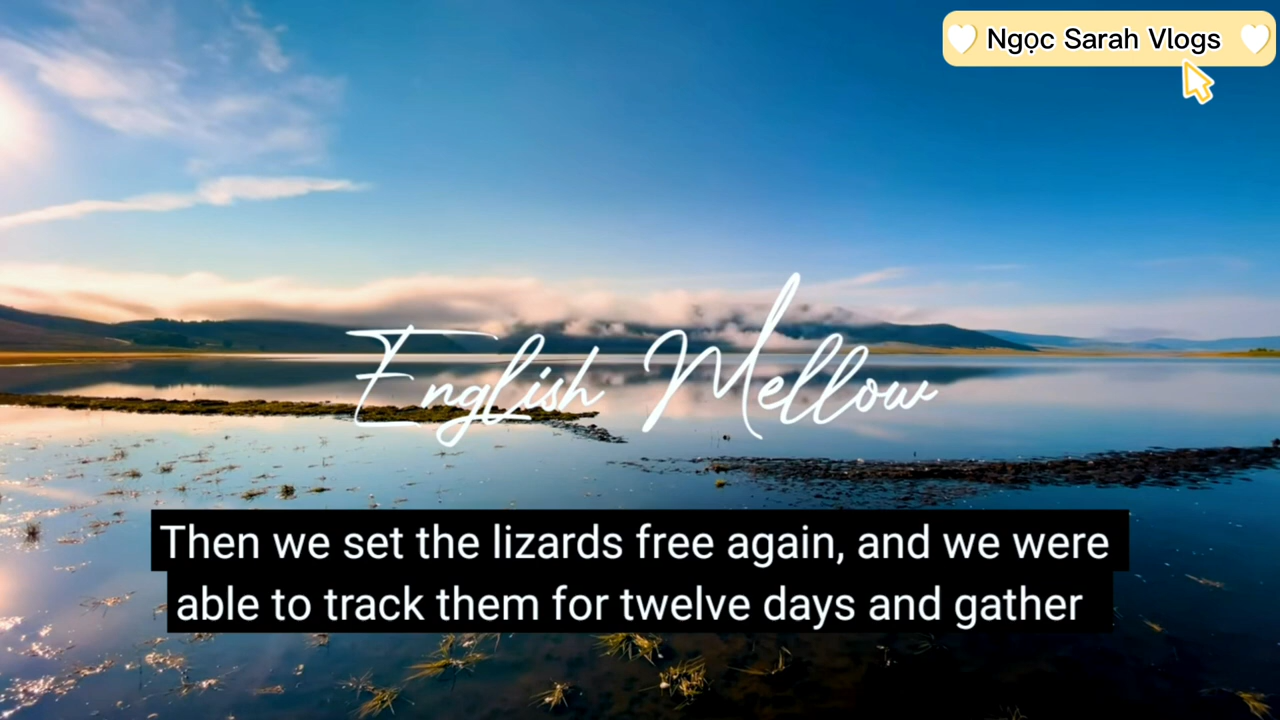 Ngọc Sarah Vlogs
English Mellow
Then we set the lizards free again, and we were
able to track them for twelve days and gather